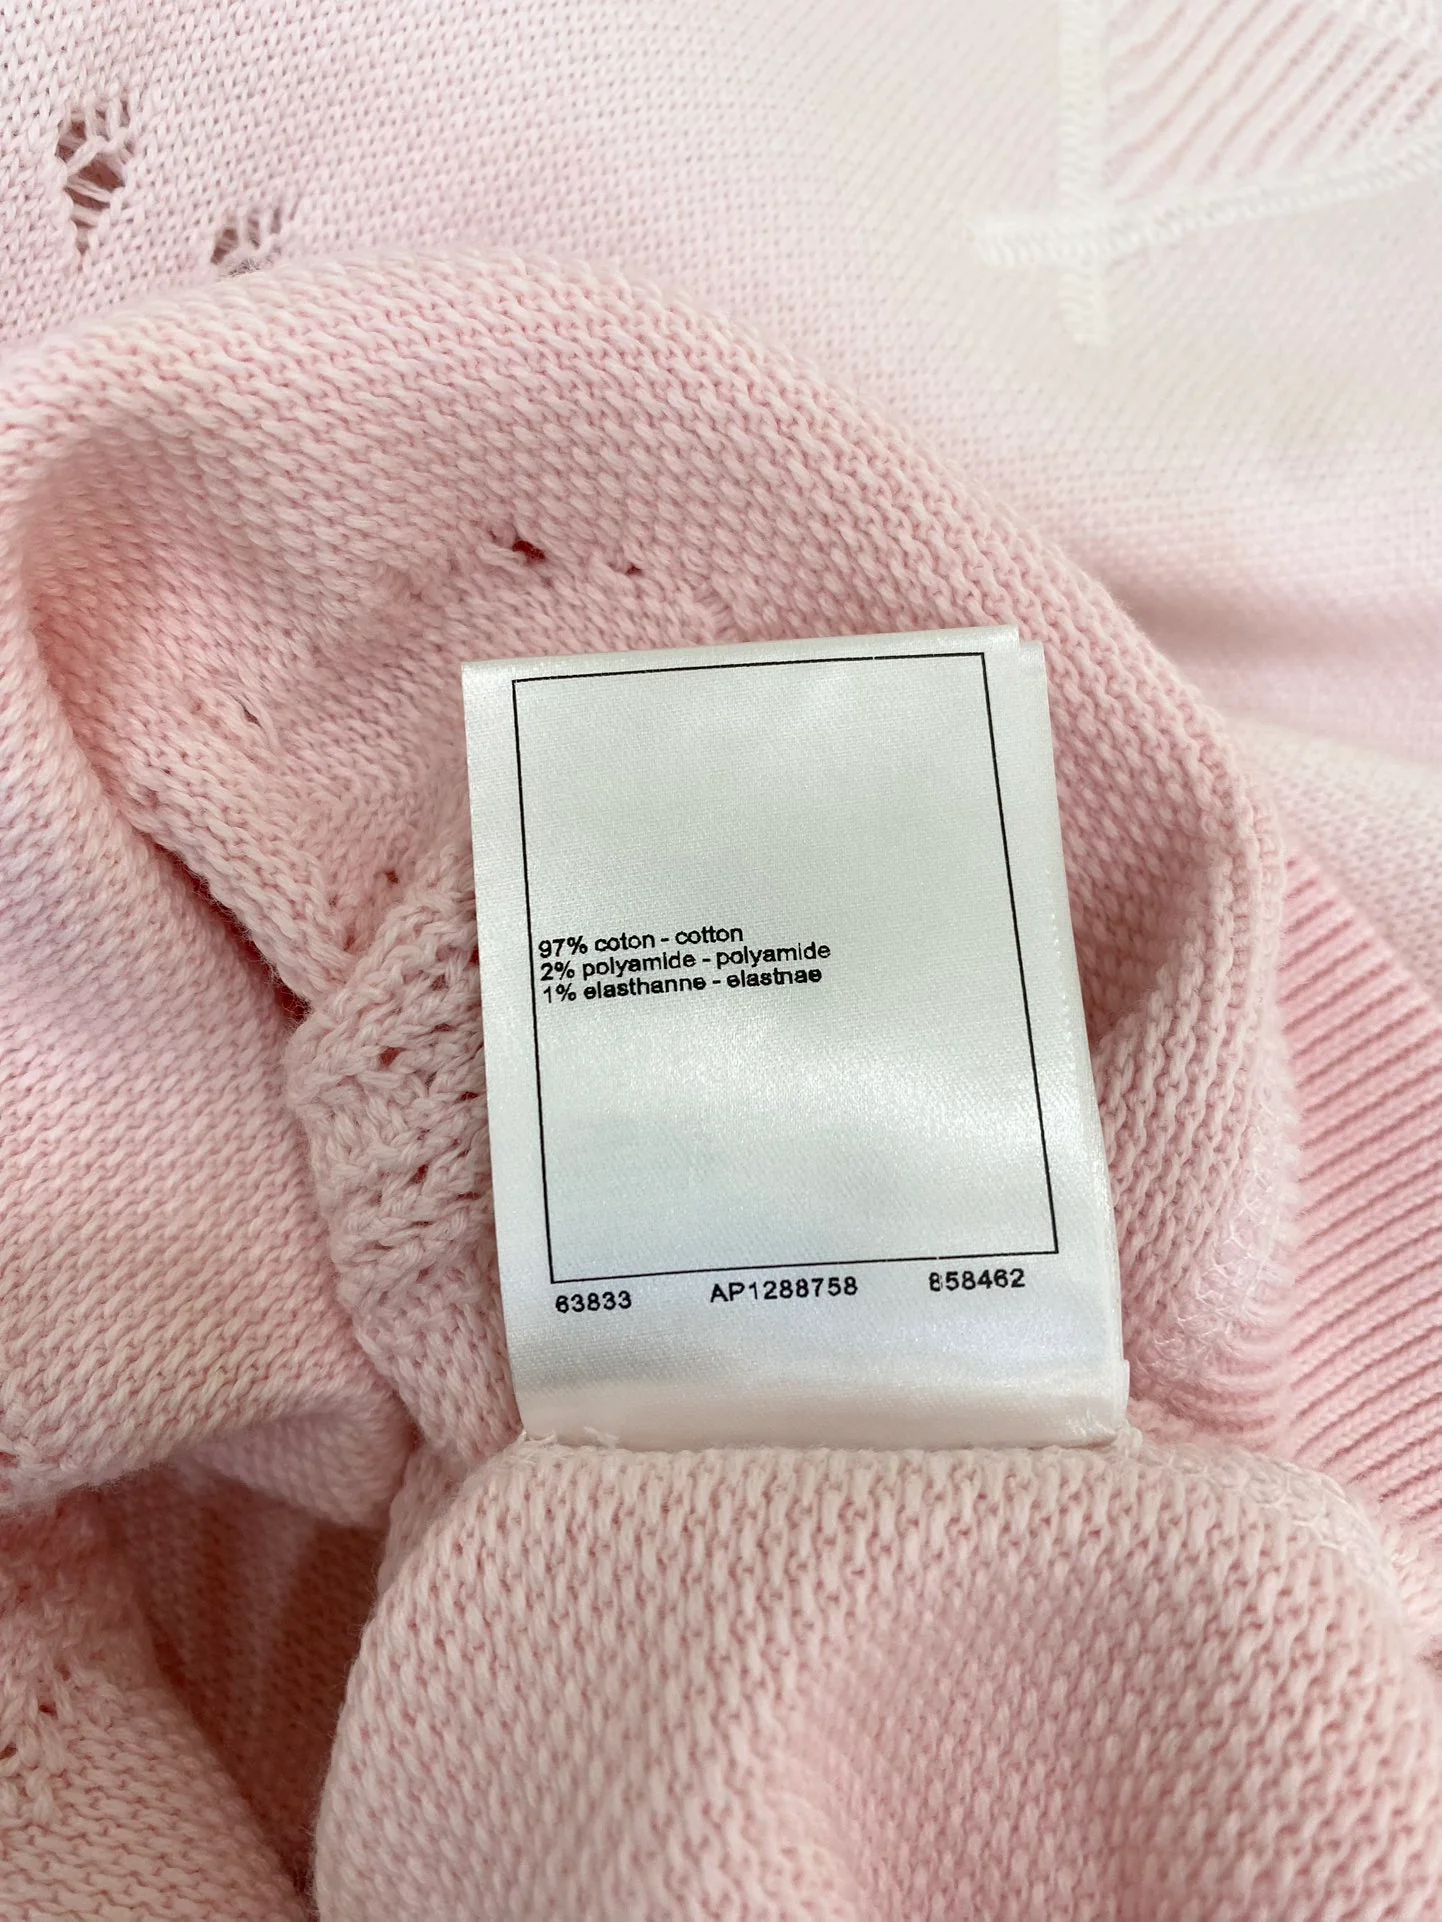 97% coton - cotton
2% polyamide - polyamide
1% elasthanne - elastnae
63833 AP1288758 858462